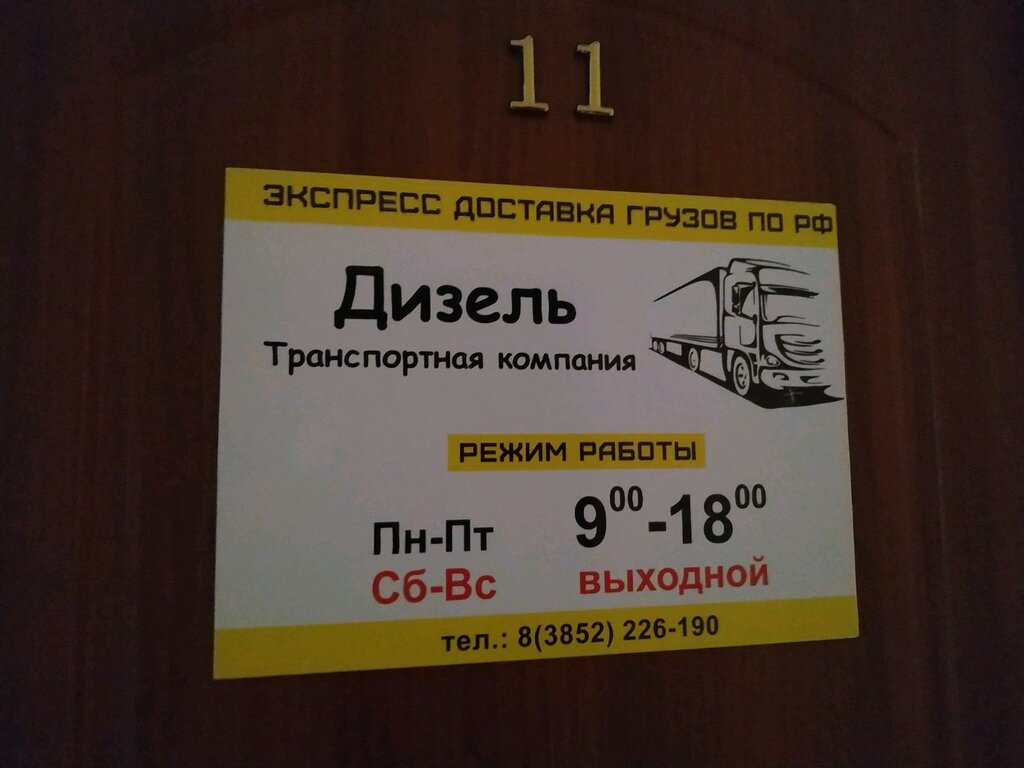 11
ЭКСПРЕСС ДОСТАВКА ГРУЗОВ ПО РФ
Дизель
Транспортная компания
РЕЖИМ РАБОТЫ
Пн-Пт 9⁰⁰-18⁰⁰
Сб-Вс выходной
тел.: 8(3852) 226-190